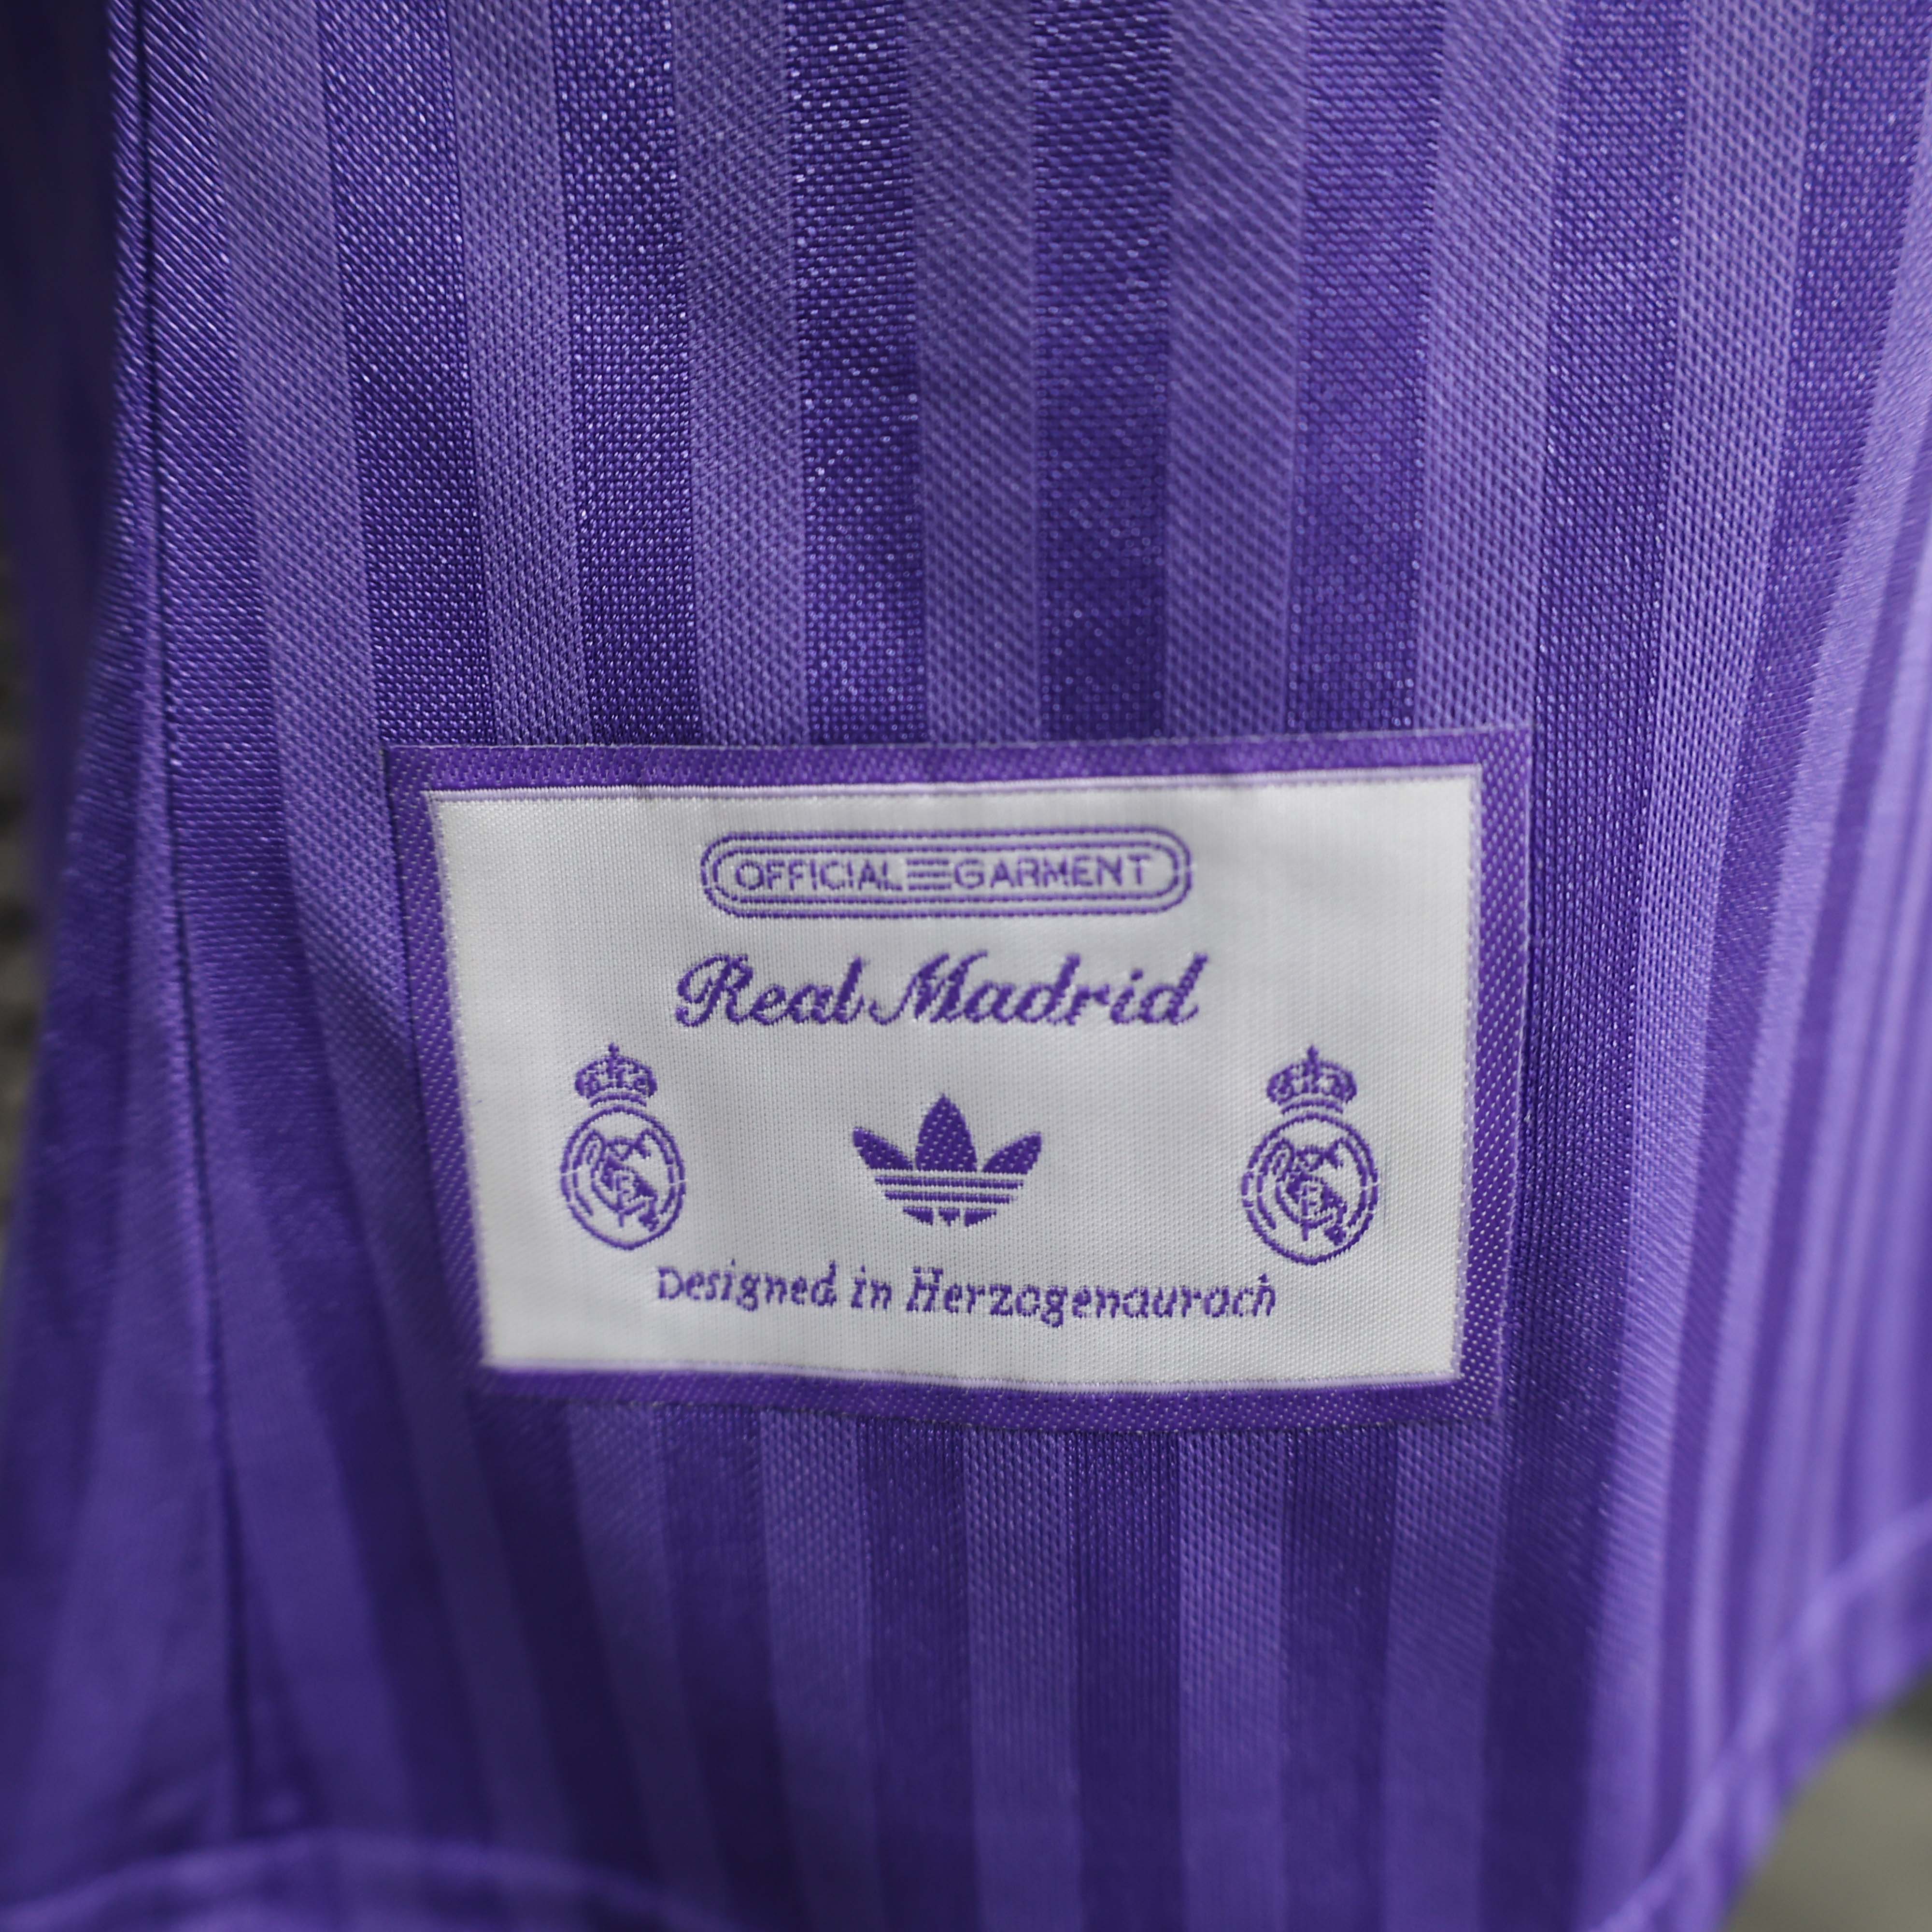 OFFICIAL GARMENT
Real Madrid
Designed in Herzogenaurach